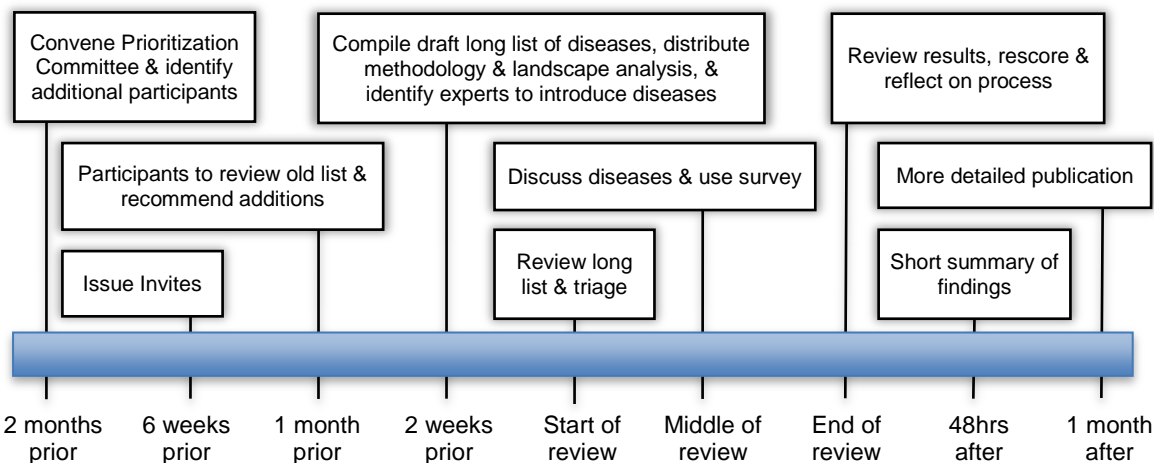 Convene Prioritization
Committee & identify
additional participants
Compile draft long list of diseases, distribute
methodology & landscape analysis, &
identify experts to introduce diseases
Review results, rescore &
reflect on process
Participants to review old list &
recommend additions
Discuss diseases & use survey
More detailed publication
Issue Invites
Review long
list & triage
Short summary of
findings
2 months
prior
6 weeks
prior
1 month
prior
2 weeks
prior
Start of
review
Middle of
review
End of
review
48hrs
after
1 month
after